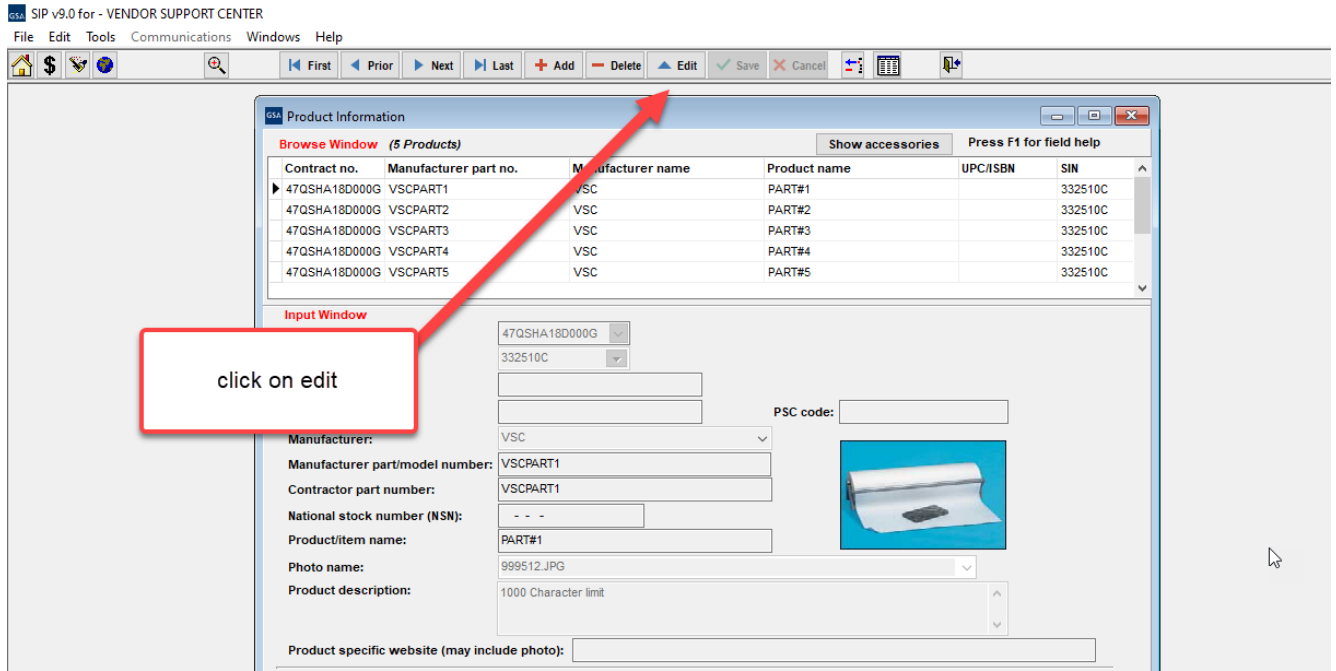 GSA SIP v9.0 for - VENDOR SUPPORT CENTER
File Edit Tools Communications Windows Help
$ First Prior Next Last Add Delete Edit Save Cancel
GSA Product Information
Browse Window (5 Products) Show accessories Press F1 for field help
Contract no. Manufacturer part no. Manufacturer name Product name UPC/ISBN SIN
47QSHA18D000G VSCPART1 VSC PART#1 332510C
47QSHA18D000G VSCPART2 VSC PART#2 332510C
47QSHA18D000G VSCPART3 VSC PART#3 332510C
47QSHA18D000G VSCPART4 VSC PART#4 332510C
47QSHA18D000G VSCPART5 VSC PART#5 332510C
Input Window
47QSHA18D000G
332510C
click on edit
PSC code:
Manufacturer: VSC
Manufacturer part/model number: VSCPART1
Contractor part number: VSCPART1
National stock number (NSN): - - -
Product/item name: PART#1
Photo name: 999512.JPG
Product description: 1000 Character limit
Product specific website (may include photo):